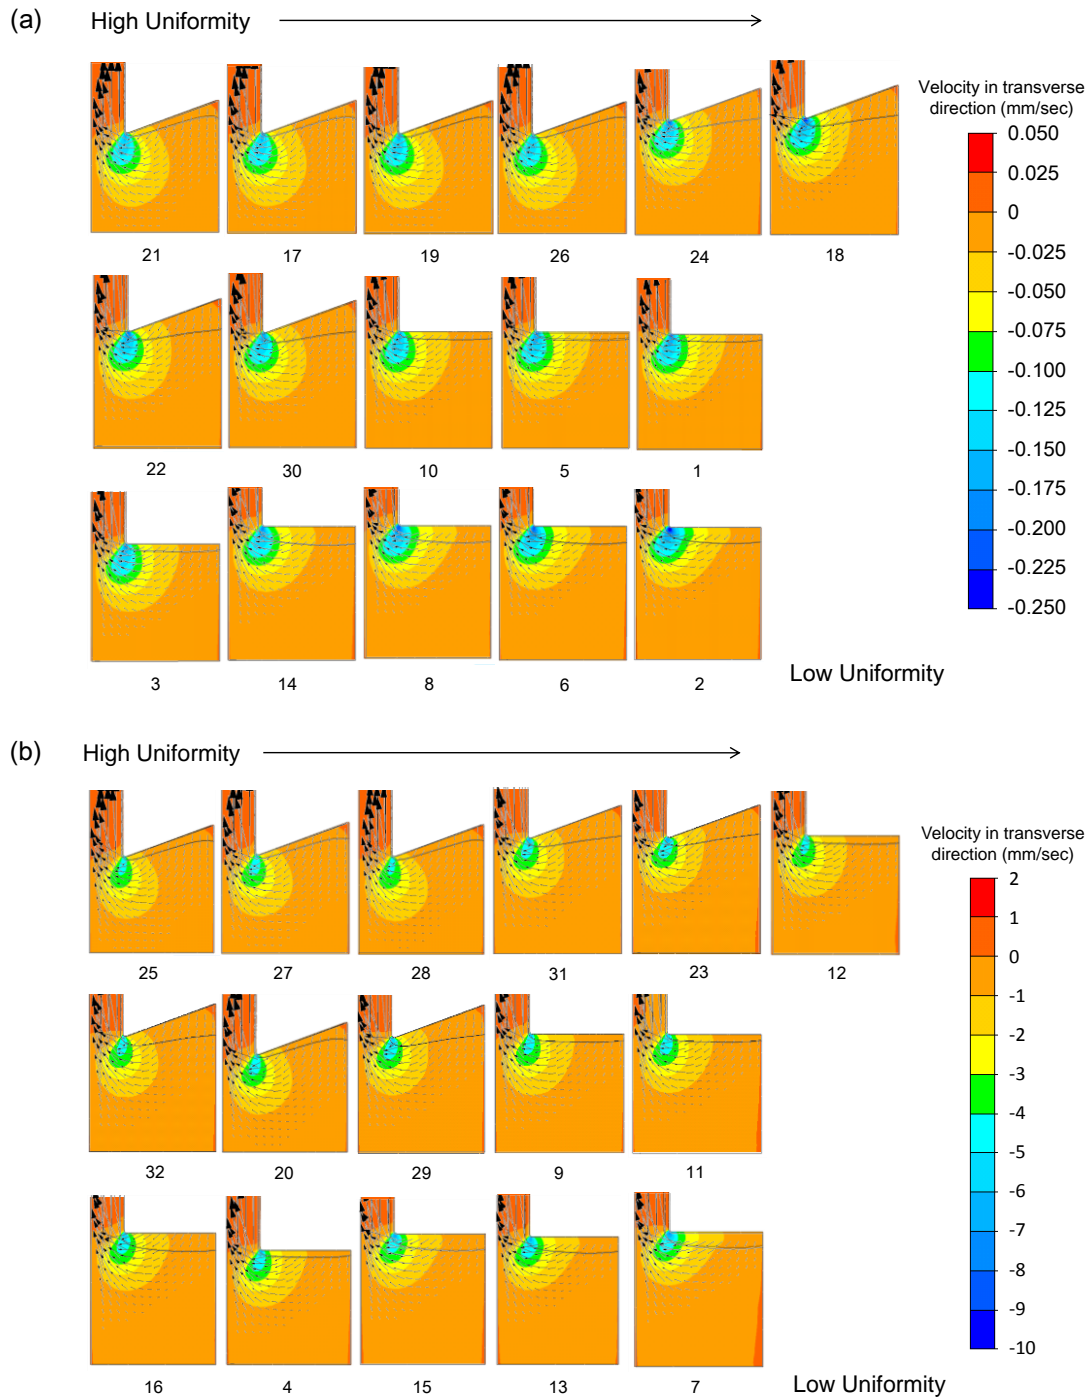 (a)
High Uniformity
Velocity in transverse
direction (mm/sec)
0.050
0.025
0
-0.025
-0.050
-0.075
-0.100
-0.125
-0.150
-0.175
-0.200
-0.225
-0.250
21 17 19 26 24 18
22 30 10 5 1
3 14 8 6 2
Low Uniformity
(b)
High Uniformity
Velocity in transverse
direction (mm/sec)
2
1
0
-1
-2
-3
-4
-5
-6
-7
-8
-9
-10
25 27 28 31 23 12
32 20 29 9 11
16 4 15 13 7
Low Uniformity